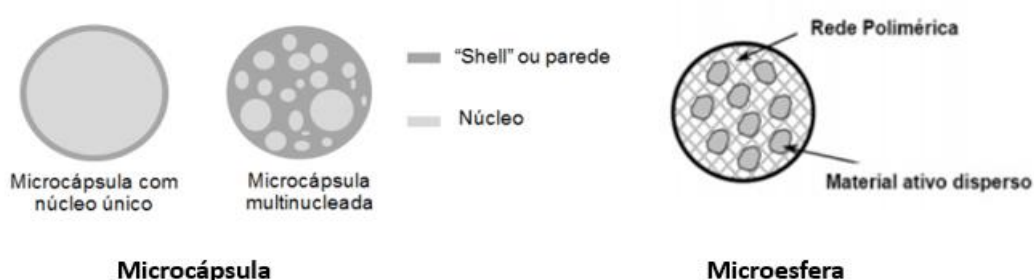 Microcápsula com
núcleo único
Microcápsula
multinucleada
“Shell” ou parede
Núcleo
Microcápsula
Rede Polimérica
Material ativo disperso
Microesfera